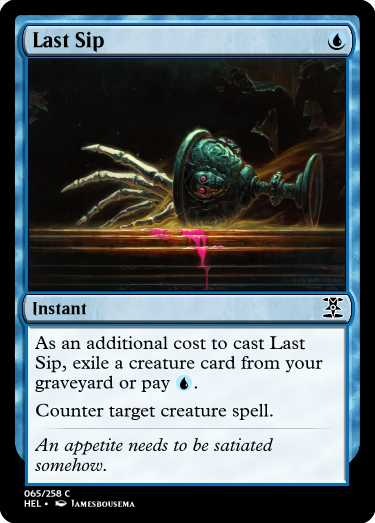 Last Sip
Instant
As an additional cost to cast Last
Sip, exile a creature card from your
graveyard or pay .
Counter target creature spell.
An appetite needs to be satiated
somehow.
065/258 C
HEL • JAMESBOUSEMA